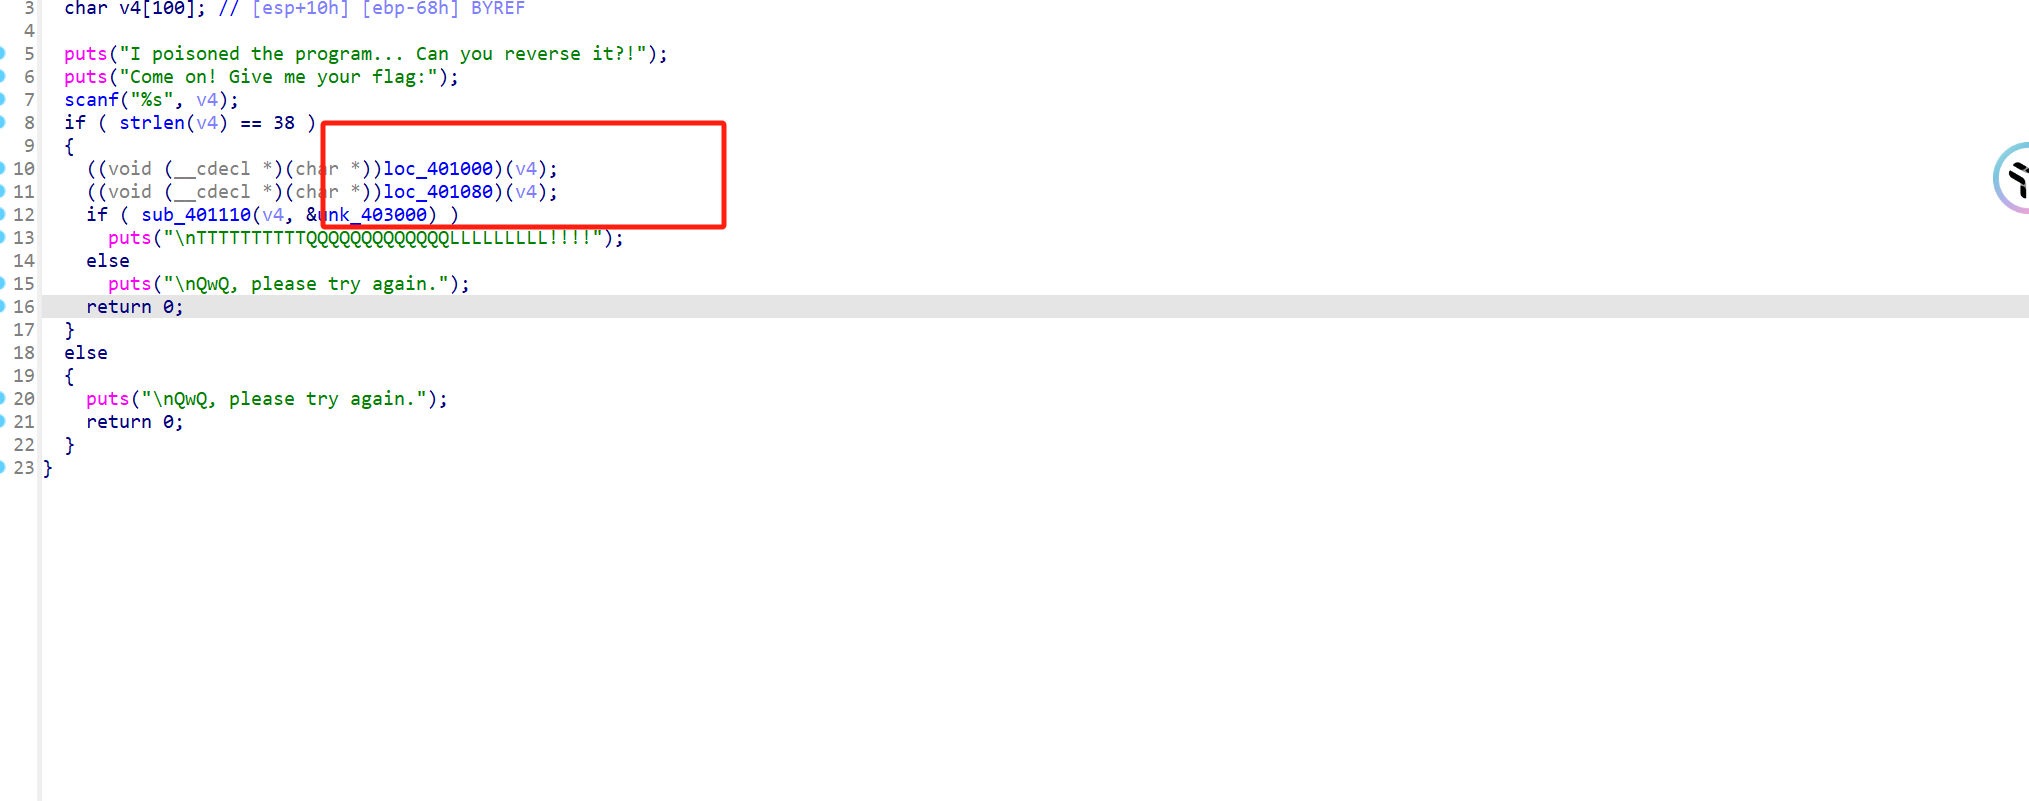 3 char v4[100]; // [esp+10h] [ebp-68h] BYREF
4
5 puts("I poisoned the program... Can you reverse it?!");
6 puts("Come on! Give me your flag:");
7 scanf("%s", v4);
8 if ( strlen(v4) == 38 )
9 {
10 ((void (__cdecl *)(char *))loc_401000)(v4);
11 ((void (__cdecl *)(char *))loc_401080)(v4);
12 if ( sub_401110(v4, &unk_403000) )
13 puts("\nTTTTTTTTTTQQQQQQQQQQQQQLLLLLLLLL!!!!");
14 else
15 puts("\nQwQ, please try again.");
16 return 0;
17 }
18 else
19 {
20 puts("\nQwQ, please try again.");
21 return 0;
22 }
23 }